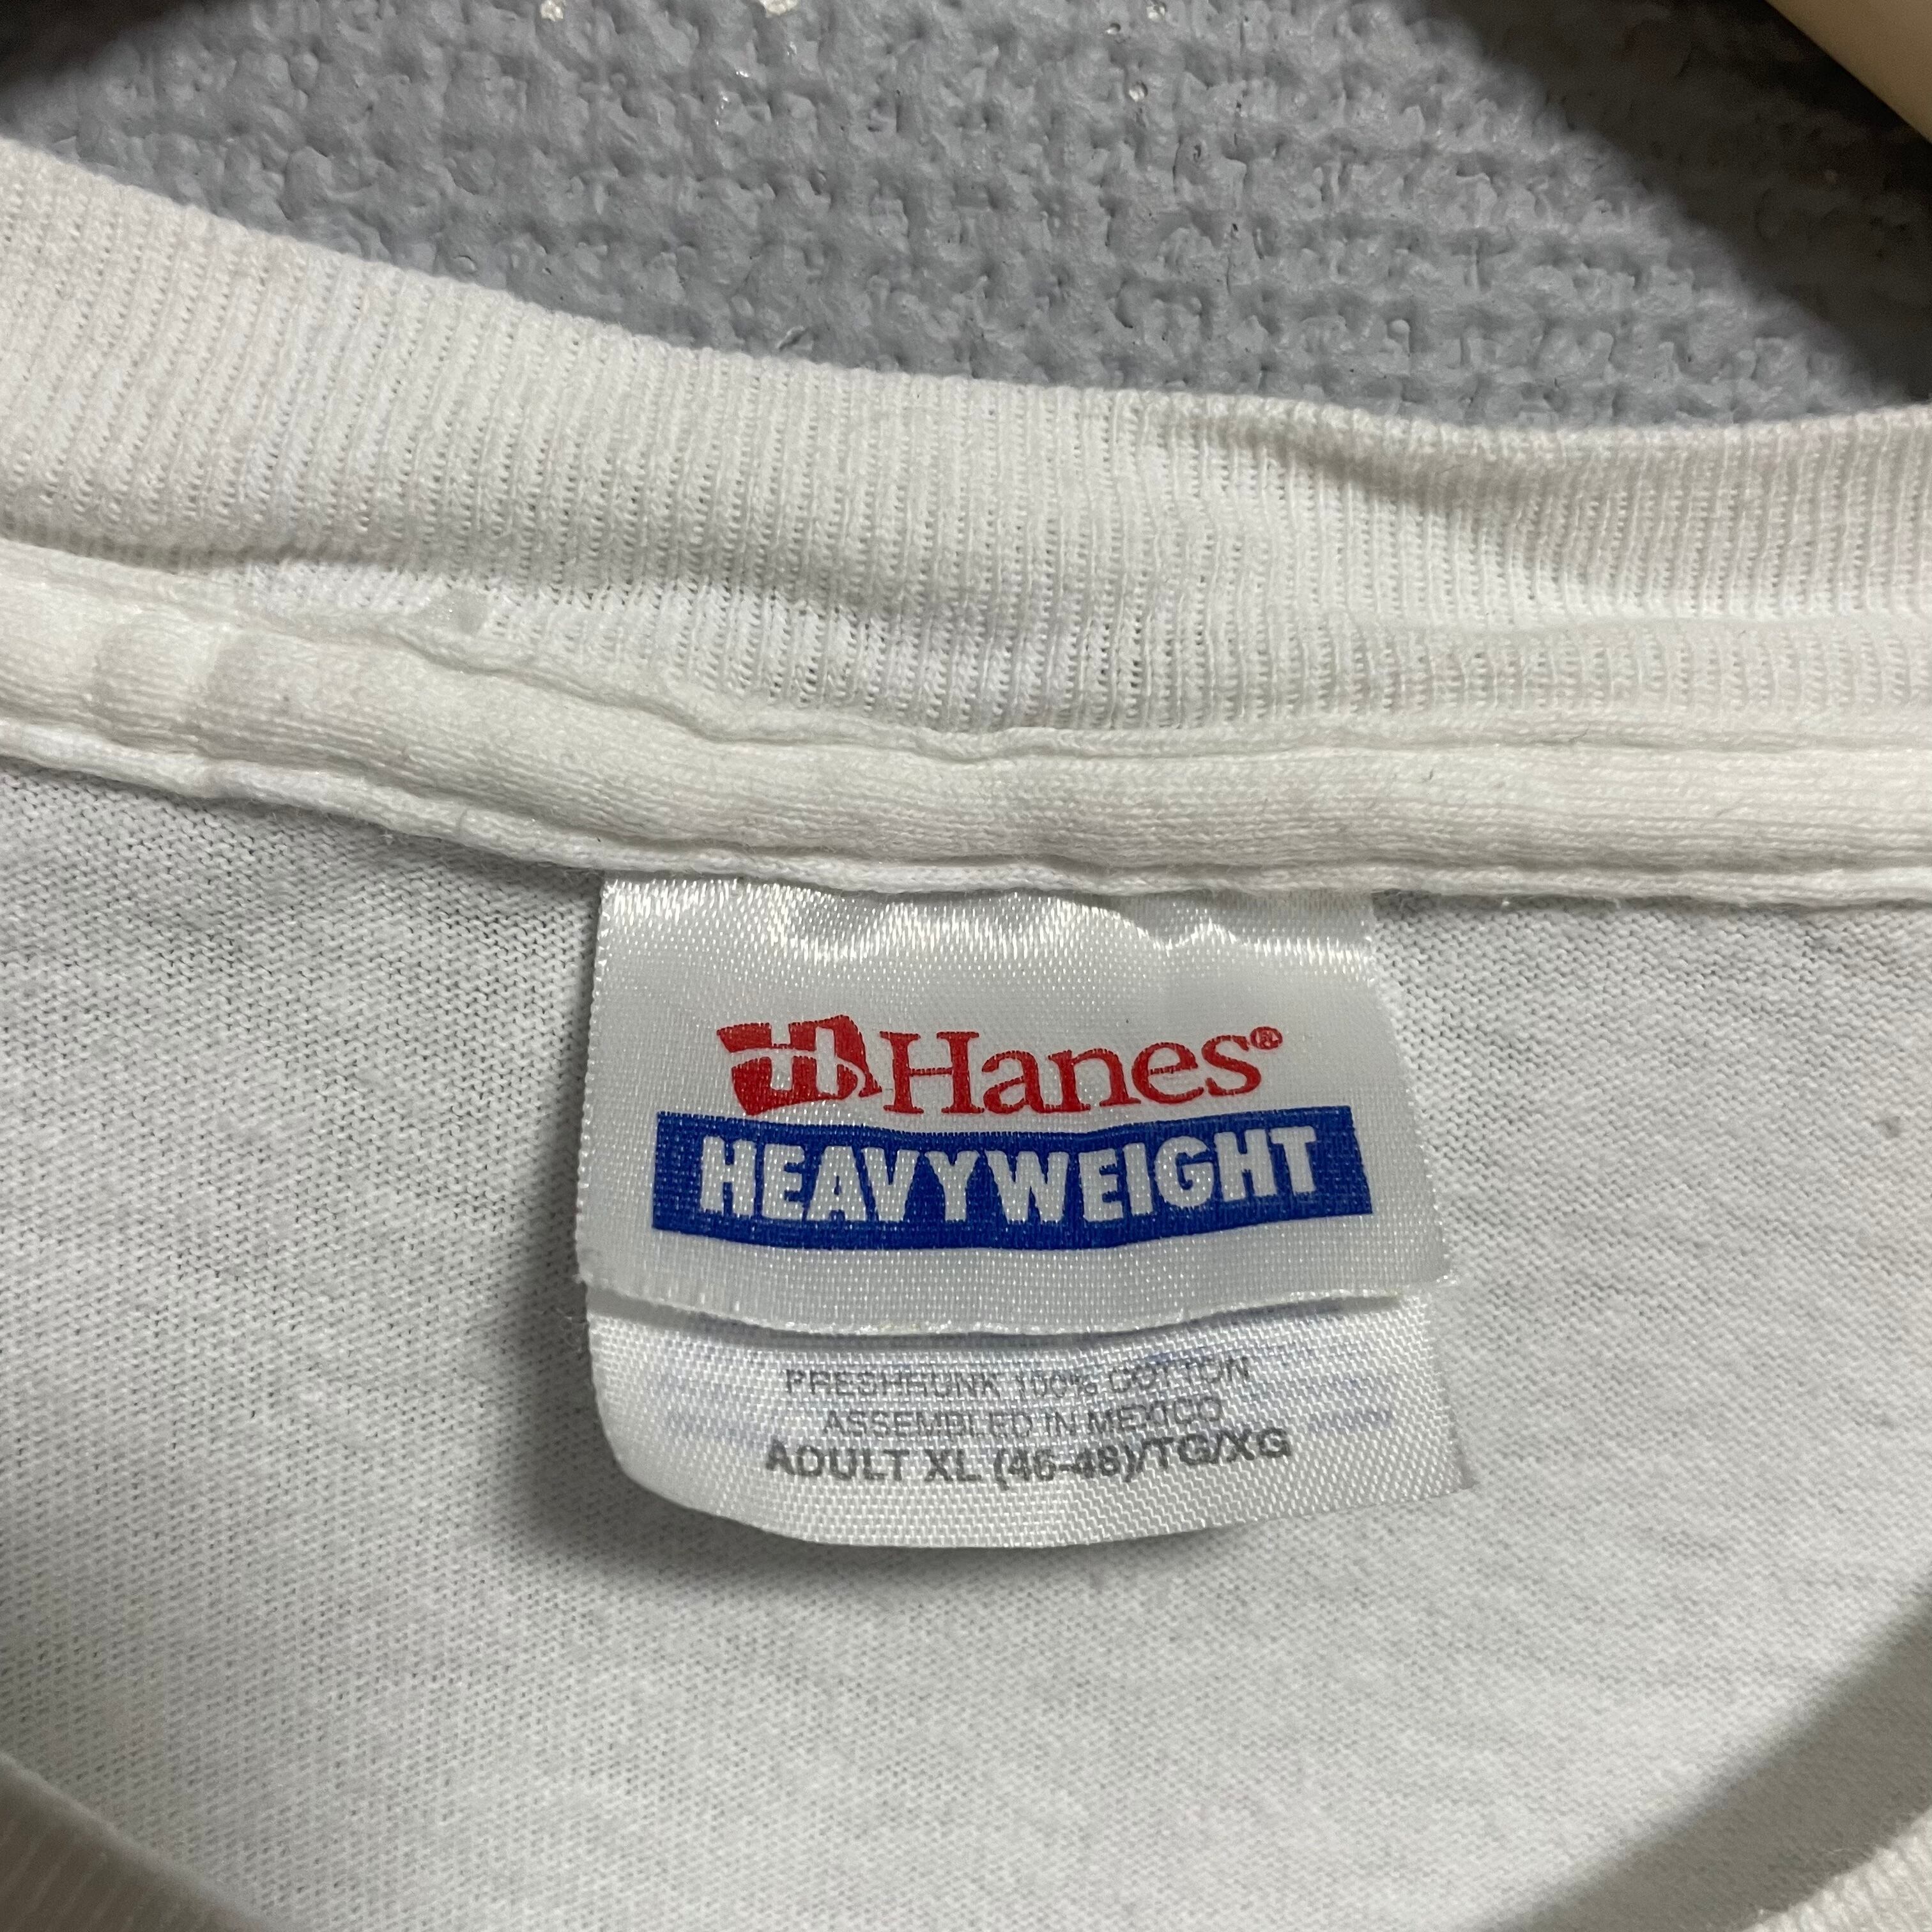 H Hanes®
HEAVYWEIGHT
PRESHRUNK 100% COTTON
ASSEMBLED IN MEXICO
ADULT XL (46-48)/TG/XG